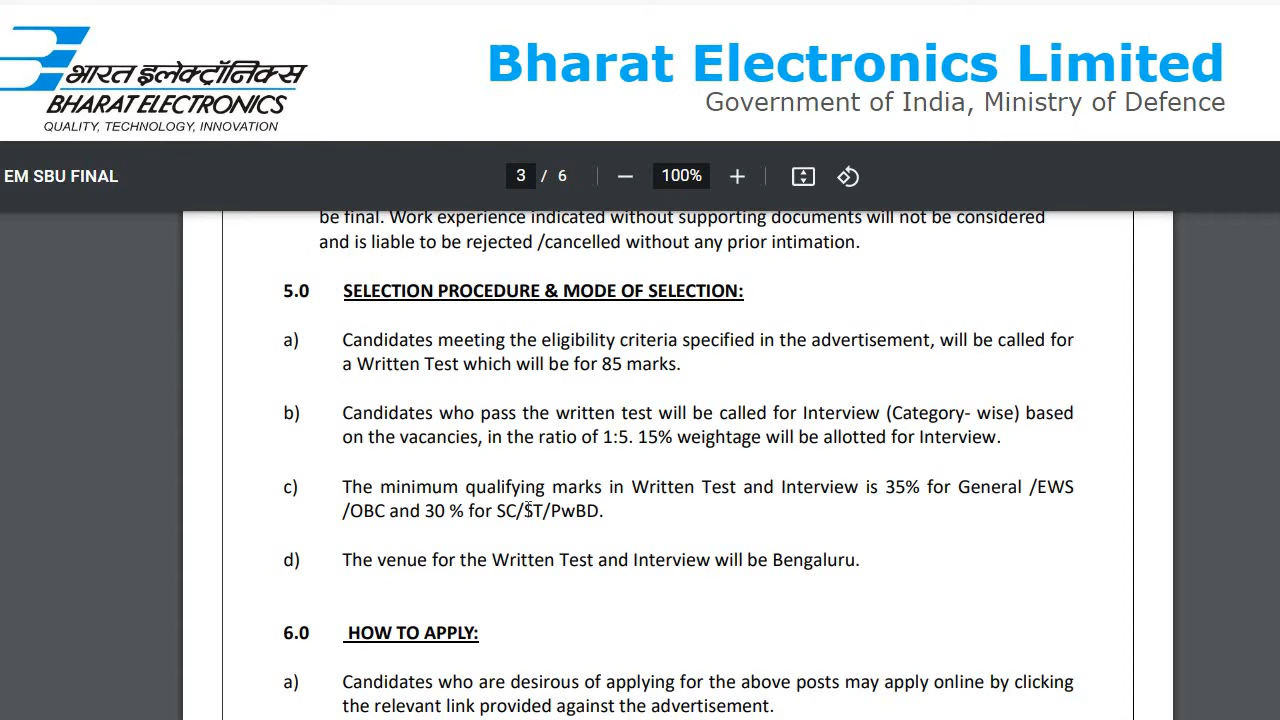 भारत इलेक्ट्रॉनिक्स
BHARAT ELECTRONICS
QUALITY, TECHNOLOGY, INNOVATION
Bharat Electronics Limited
Government of India, Ministry of Defence
EM SBU FINAL
3 / 6
100%
be final. Work experience indicated without supporting documents will not be considered
and is liable to be rejected /cancelled without any prior intimation.
5.0 SELECTION PROCEDURE & MODE OF SELECTION:
a) Candidates meeting the eligibility criteria specified in the advertisement, will be called for
a Written Test which will be for 85 marks.
b) Candidates who pass the written test will be called for Interview (Category- wise) based
on the vacancies, in the ratio of 1:5. 15% weightage will be allotted for Interview.
c) The minimum qualifying marks in Written Test and Interview is 35% for General /EWS
/OBC and 30 % for SC/ST/PwBD.
d) The venue for the Written Test and Interview will be Bengaluru.
6.0 HOW TO APPLY:
a) Candidates who are desirous of applying for the above posts may apply online by clicking
the relevant link provided against the advertisement.